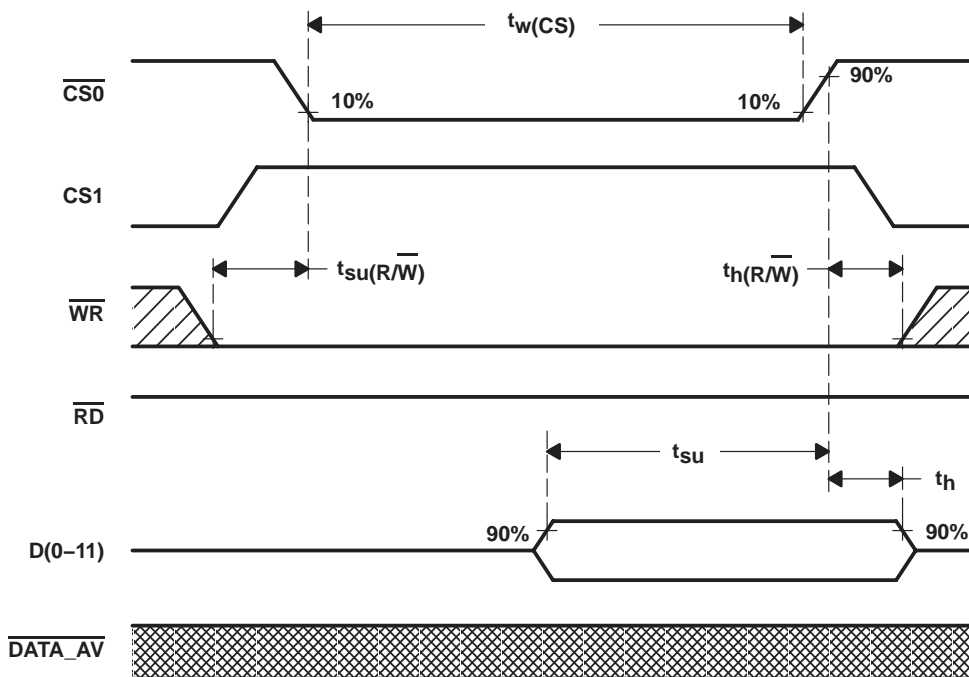 tw(CS)
CS0
10%
10%
90%
CS1
tsu(R/W)
th(R/W)
WR
RD
tsu
th
90%
D(0–11)
90%
DATA_AV